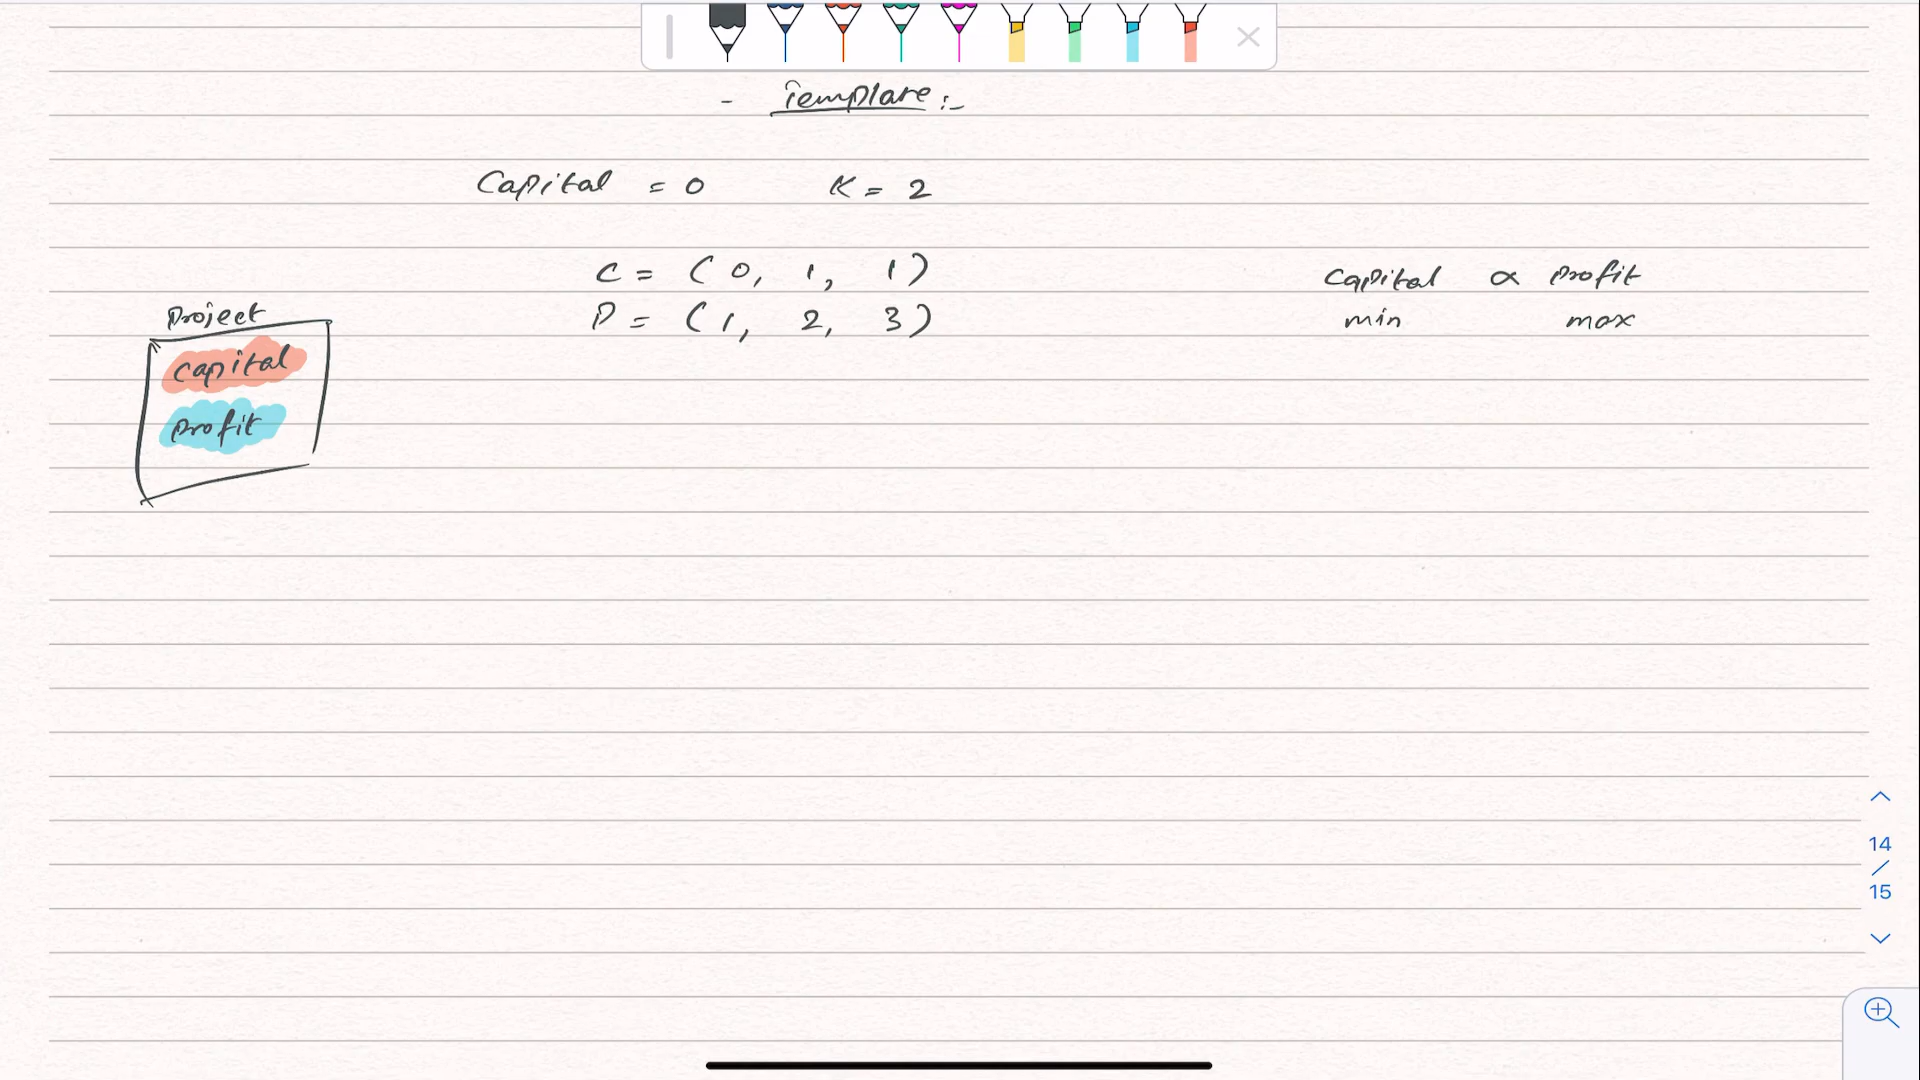 - Template :-
Capital = 0 K = 2
C = ( 0, 1, 1 )
P = ( 1, 2, 3 )
Capital ∝ profit
min max
project
capital
profit
14
/
15